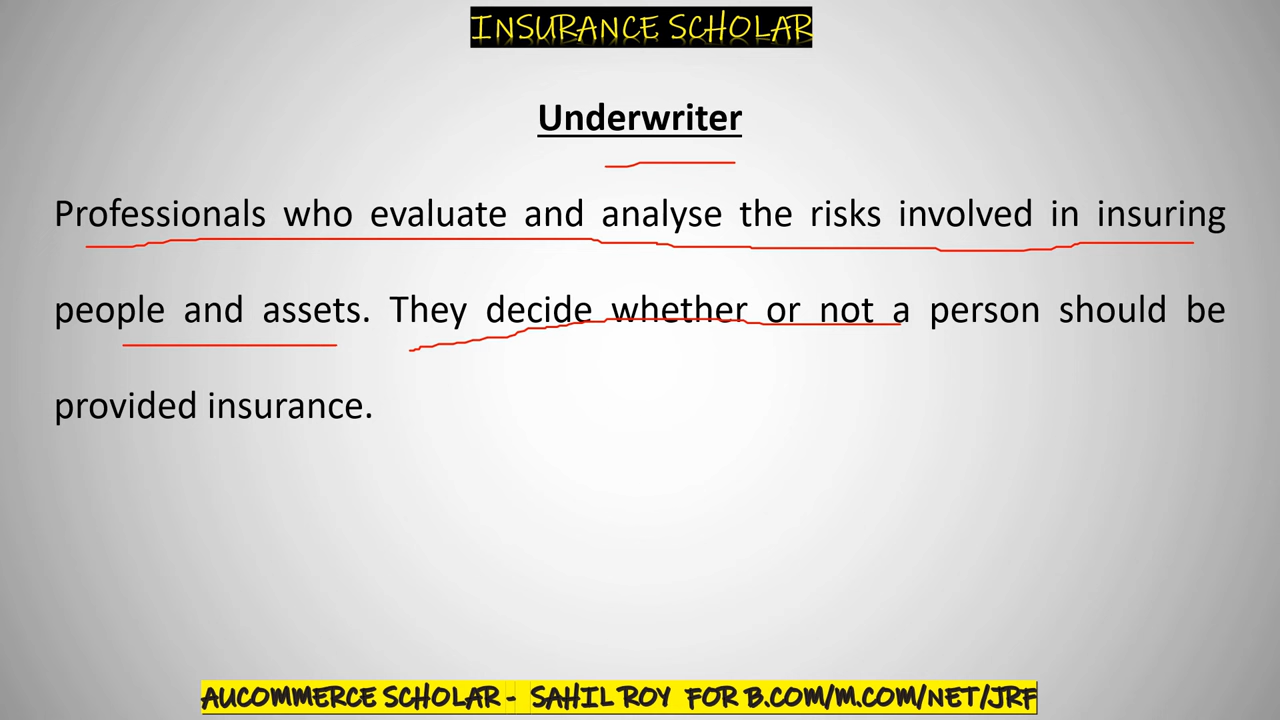 INSURANCE SCHOLAR
Underwriter
Professionals who evaluate and analyse the risks involved in insuring
people and assets. They decide whether or not a person should be
provided insurance.
AUCOMMERCE SCHOLAR - SAHIL ROY FOR B.COM/M.COM/NET/JRF